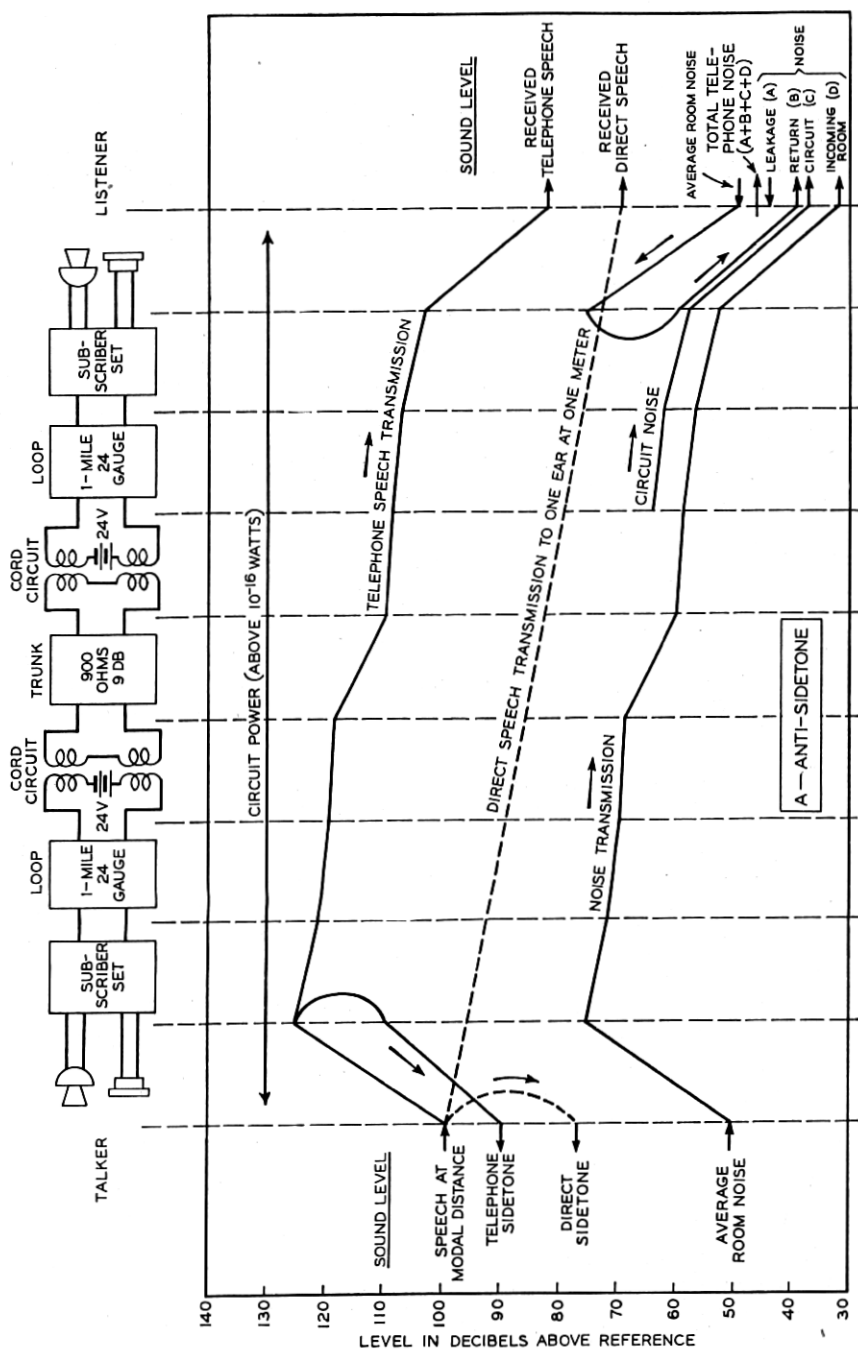 TALKER
LISTENER
SUB-
SCRIBER
SET
LOOP
1-MILE
24
GAUGE
CORD
CIRCUIT
24V
TRUNK
900
OHMS
9 DB
CORD
CIRCUIT
24V
LOOP
1-MILE
24
GAUGE
SUB-
SCRIBER
SET
CIRCUIT POWER (ABOVE 10-16 WATTS)
SOUND LEVEL
SPEECH AT
MODAL DISTANCE
TELEPHONE
SIDETONE
DIRECT
SIDETONE
AVERAGE
ROOM NOISE
TELEPHONE SPEECH TRANSMISSION
DIRECT SPEECH TRANSMISSION TO ONE EAR AT ONE METER
NOISE TRANSMISSION
CIRCUIT NOISE
A—ANTI-SIDETONE
SOUND LEVEL
RECEIVED
TELEPHONE SPEECH
RECEIVED
DIRECT SPEECH
AVERAGE ROOM NOISE
TOTAL TELE-
PHONE NOISE
(A+B+C+D)
LEAKAGE (A)
RETURN (B)
CIRCUIT (C)
INCOMING (D)
ROOM
NOISE
140
130
120
110
100
90
80
70
60
50
40
30
LEVEL IN DECIBELS ABOVE REFERENCE